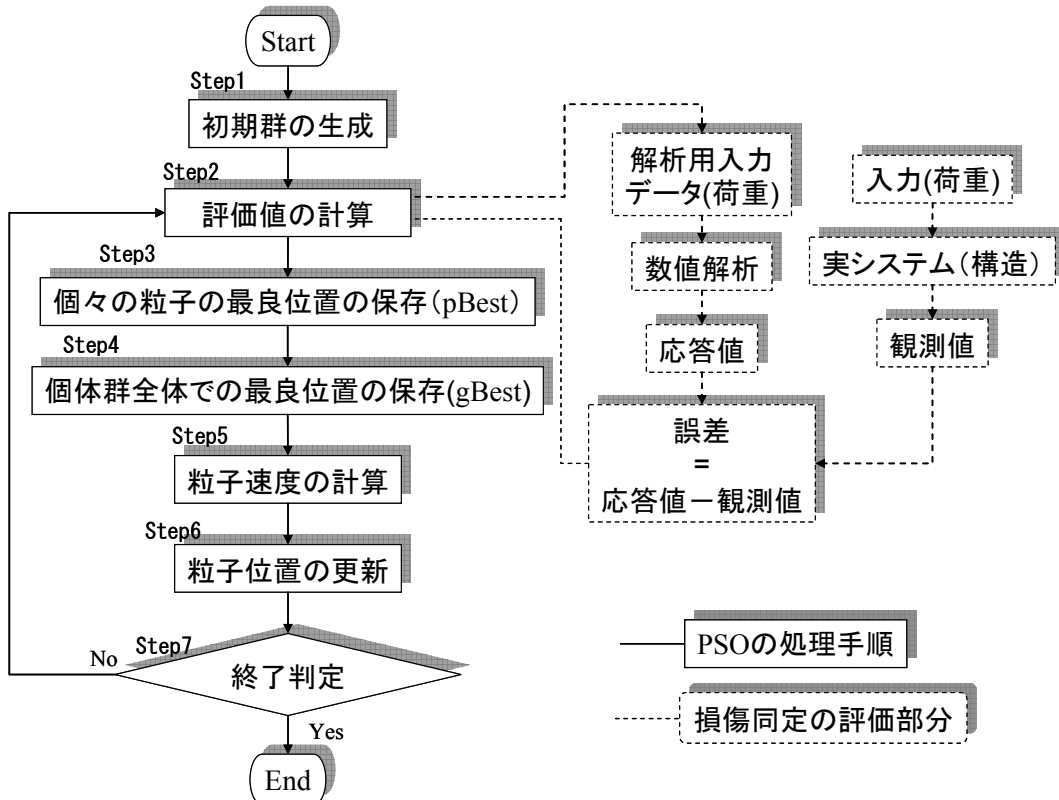 Start
Step1
初期群の生成
Step2
評価値の計算
Step3
個々の粒子の最良位置の保存(pBest)
Step4
個体群全体での最良位置の保存(gBest)
Step5
粒子速度の計算
Step6
粒子位置の更新
Step7
終了判定
No
Yes
End
解析用入力
データ(荷重)
数値解析
応答値
誤差
=
応答値－観測値
入力(荷重)
実システム(構造)
観測値
PSOの処理手順
損傷同定の評価部分